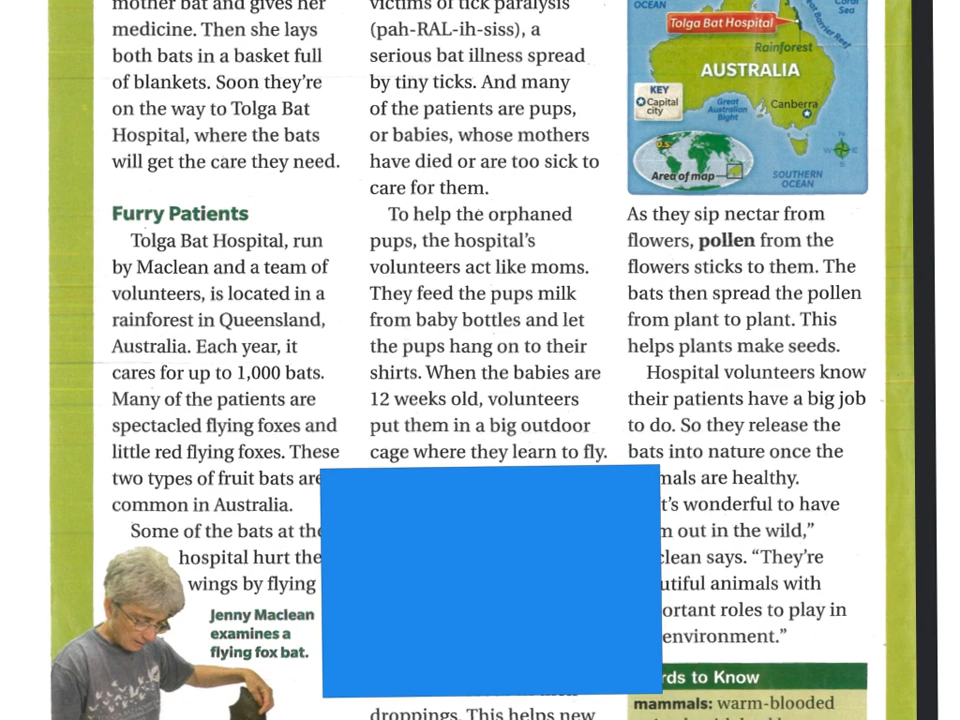 mother bat and gives her
medicine. Then she lays
both bats in a basket full
of blankets. Soon they're
on the way to Tolga Bat
Hospital, where the bats
will get the care they need.
Furry Patients
Tolga Bat Hospital, run
by Maclean and a team of
volunteers, is located in a
rainforest in Queensland,
Australia. Each year, it
cares for up to 1,000 bats.
Many of the patients are
spectacled flying foxes and
little red flying foxes. These
two types of fruit bats are
common in Australia.
Some of the bats at the
hospital hurt the
wings by flying
Jenny Maclean
examines a
flying fox bat.
victims of tick paralysis
(pah-RAL-ih-siss), a
serious bat illness spread
by tiny ticks. And many
of the patients are pups,
or babies, whose mothers
have died or are too sick to
care for them.
To help the orphaned
pups, the hospital's
volunteers act like moms.
They feed the pups milk
from baby bottles and let
the pups hang on to their
shirts. When the babies are
12 weeks old, volunteers
put them in a big outdoor
cage where they learn to fly.
droppings. This helps new
OCEAN
Coral
Sea
Barrier Reef
Tolga Bat Hospital
Rainforest
AUSTRALIA
KEY
Capital
city
Great
Australian
Bight
Canberra
U.S.
Area of map
N
W E
S
SOUTHERN
OCEAN
As they sip nectar from
flowers, pollen from the
flowers sticks to them. The
bats then spread the pollen
from plant to plant. This
helps plants make seeds.
Hospital volunteers know
their patients have a big job
to do. So they release the
bats into nature once the
mals are healthy.
t's wonderful to have
m out in the wild,"
clean says. "They're
utiful animals with
ortant roles to play in
environment."
rds to Know
mammals: warm-blooded